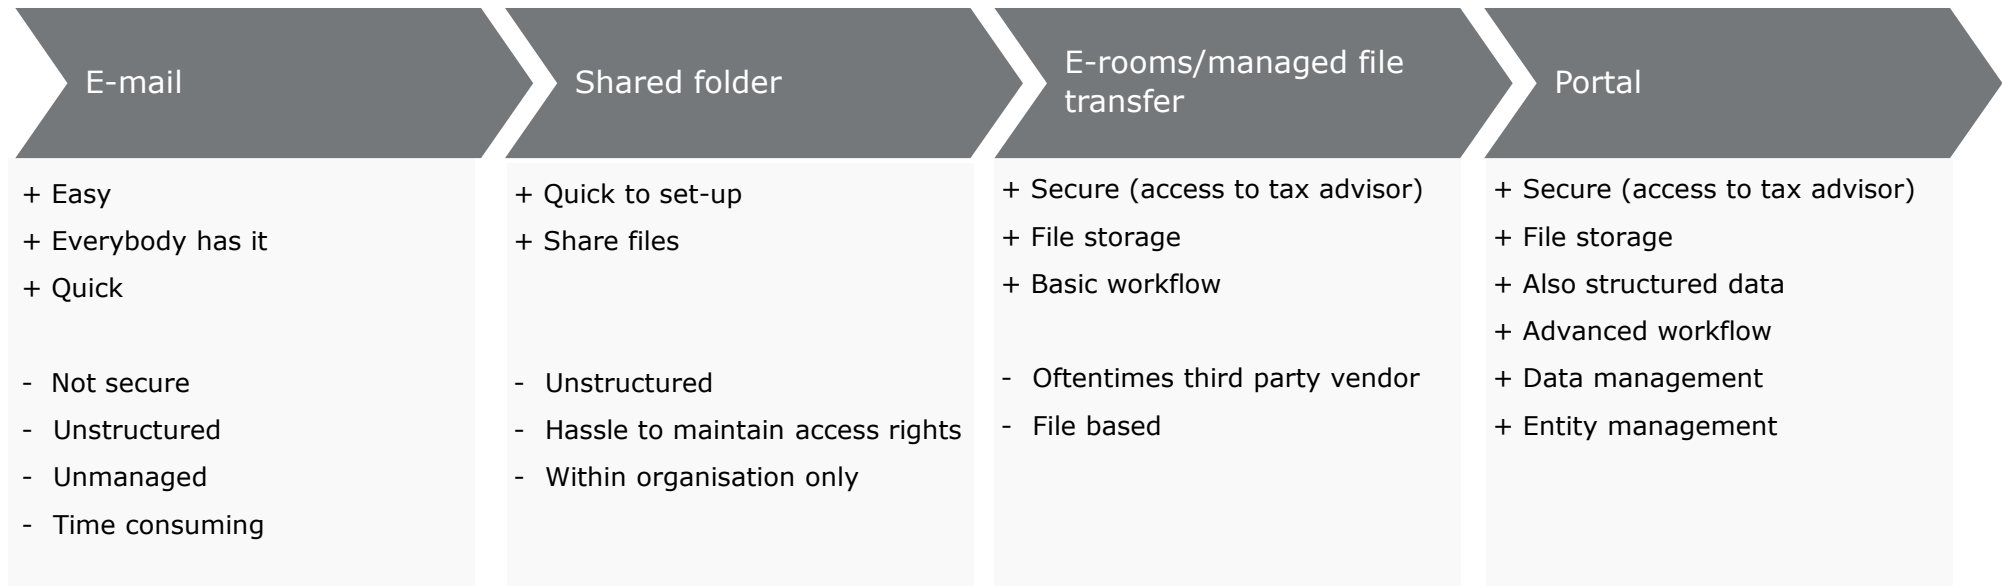 E-mail
+ Easy
+ Everybody has it
+ Quick
- Not secure
- Unstructured
- Unmanaged
- Time consuming
Shared folder
+ Quick to set-up
+ Share files
- Unstructured
- Hassle to maintain access rights
- Within organisation only
E-rooms/managed file
transfer
+ Secure (access to tax advisor)
+ File storage
+ Basic workflow
- Oftentimes third party vendor
- File based
Portal
+ Secure (access to tax advisor)
+ File storage
+ Also structured data
+ Advanced workflow
+ Data management
+ Entity management